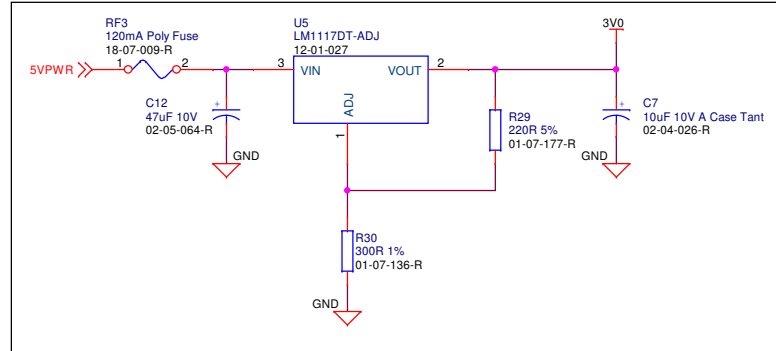 RF3
120mA Poly Fuse
18-07-009-R
U5
LM1117DT-ADJ
12-01-027
3V0
5VPWR
1
2
3
VIN
VOUT
2
ADJ
1
C12
47uF 10V
02-05-064-R
GND
R29
220R 5%
01-07-177-R
C7
10uF 10V A Case Tant
02-04-026-R
GND
R30
300R 1%
01-07-136-R
GND